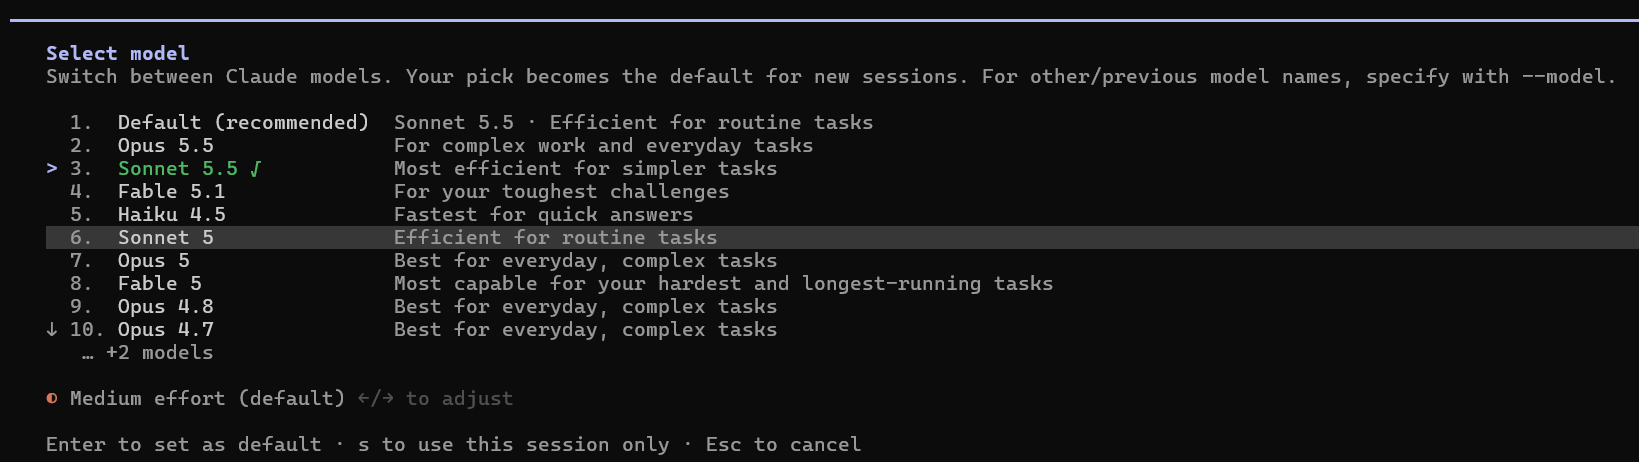 Select model
Switch between Claude models. Your pick becomes the default for new sessions. For other/previous model names, specify with --model.
1. Default (recommended) Sonnet 5.5 · Efficient for routine tasks
2. Opus 5.5 For complex work and everyday tasks
> 3. Sonnet 5.5 √ Most efficient for simpler tasks
4. Fable 5.1 For your toughest challenges
5. Haiku 4.5 Fastest for quick answers
6. Sonnet 5 Efficient for routine tasks
7. Opus 5 Best for everyday, complex tasks
8. Fable 5 Most capable for your hardest and longest-running tasks
9. Opus 4.8 Best for everyday, complex tasks
↓ 10. Opus 4.7 Best for everyday, complex tasks
… +2 models
◐ Medium effort (default) ←/→ to adjust
Enter to set as default · s to use this session only · Esc to cancel